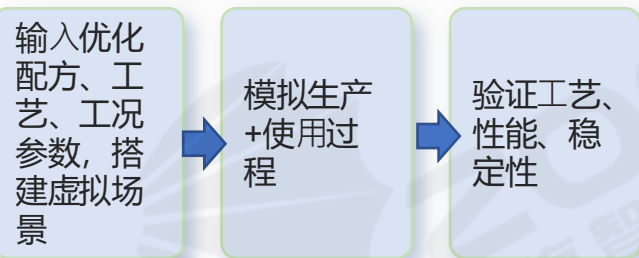 输入优化
配方、工
艺、工况
参数，搭
建虚拟场
景
模拟生产
+使用过
程
验证工艺、
性能、稳
定性